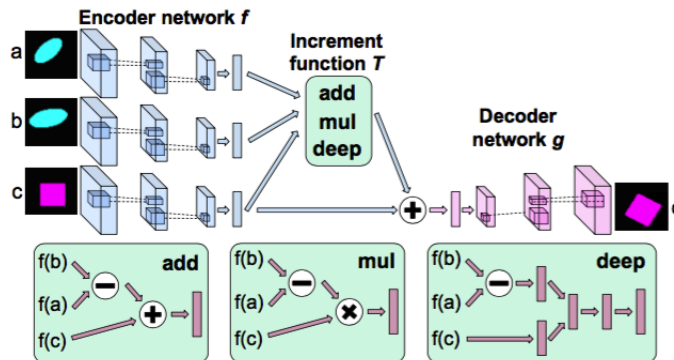 Encoder network f
Increment
function T
a
add
mul
deep
b
Decoder
network g
c
add
f(b)
f(a)
f(c)
mul
f(b)
f(a)
f(c)
deep
f(b)
f(a)
f(c)